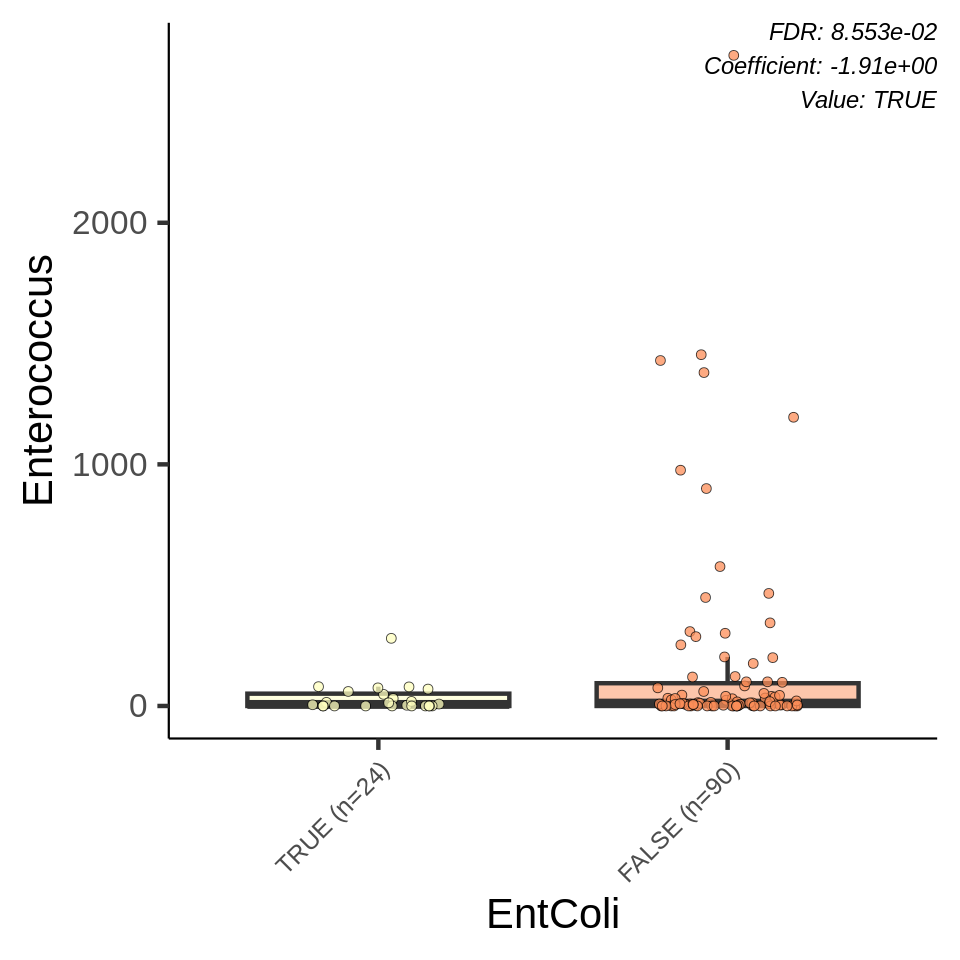 FDR: 8.553e-02
Coefficient: -1.91e+00
Value: TRUE
Enterococcus
2000
1000
0
TRUE (n=24)
FALSE (n=90)
EntColi